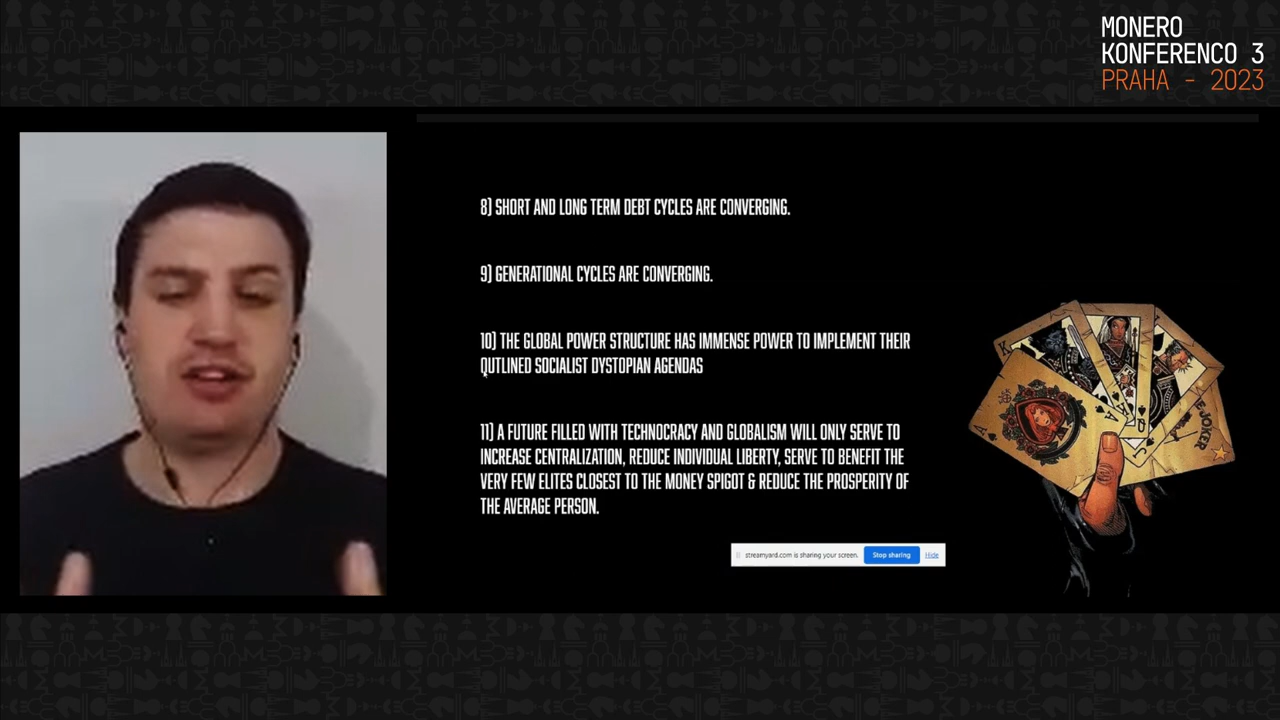 MONERO
KONFERENCO 3
PRAHA - 2023
8) SHORT AND LONG TERM DEBT CYCLES ARE CONVERGING.
9) GENERATIONAL CYCLES ARE CONVERGING.
10) THE GLOBAL POWER STRUCTURE HAS IMMENSE POWER TO IMPLEMENT THEIR
OUTLINED SOCIALIST DYSTOPIAN AGENDAS
11) A FUTURE FILLED WITH TECHNOCRACY AND GLOBALISM WILL ONLY SERVE TO
INCREASE CENTRALIZATION, REDUCE INDIVIDUAL LIBERTY, SERVE TO BENEFIT THE
VERY FEW ELITES CLOSEST TO THE MONEY SPIGOT & REDUCE THE PROSPERITY OF
THE AVERAGE PERSON.
K
A
A
Q
J
JOKER
streamyard.com is sharing your screen. Stop sharing Hide